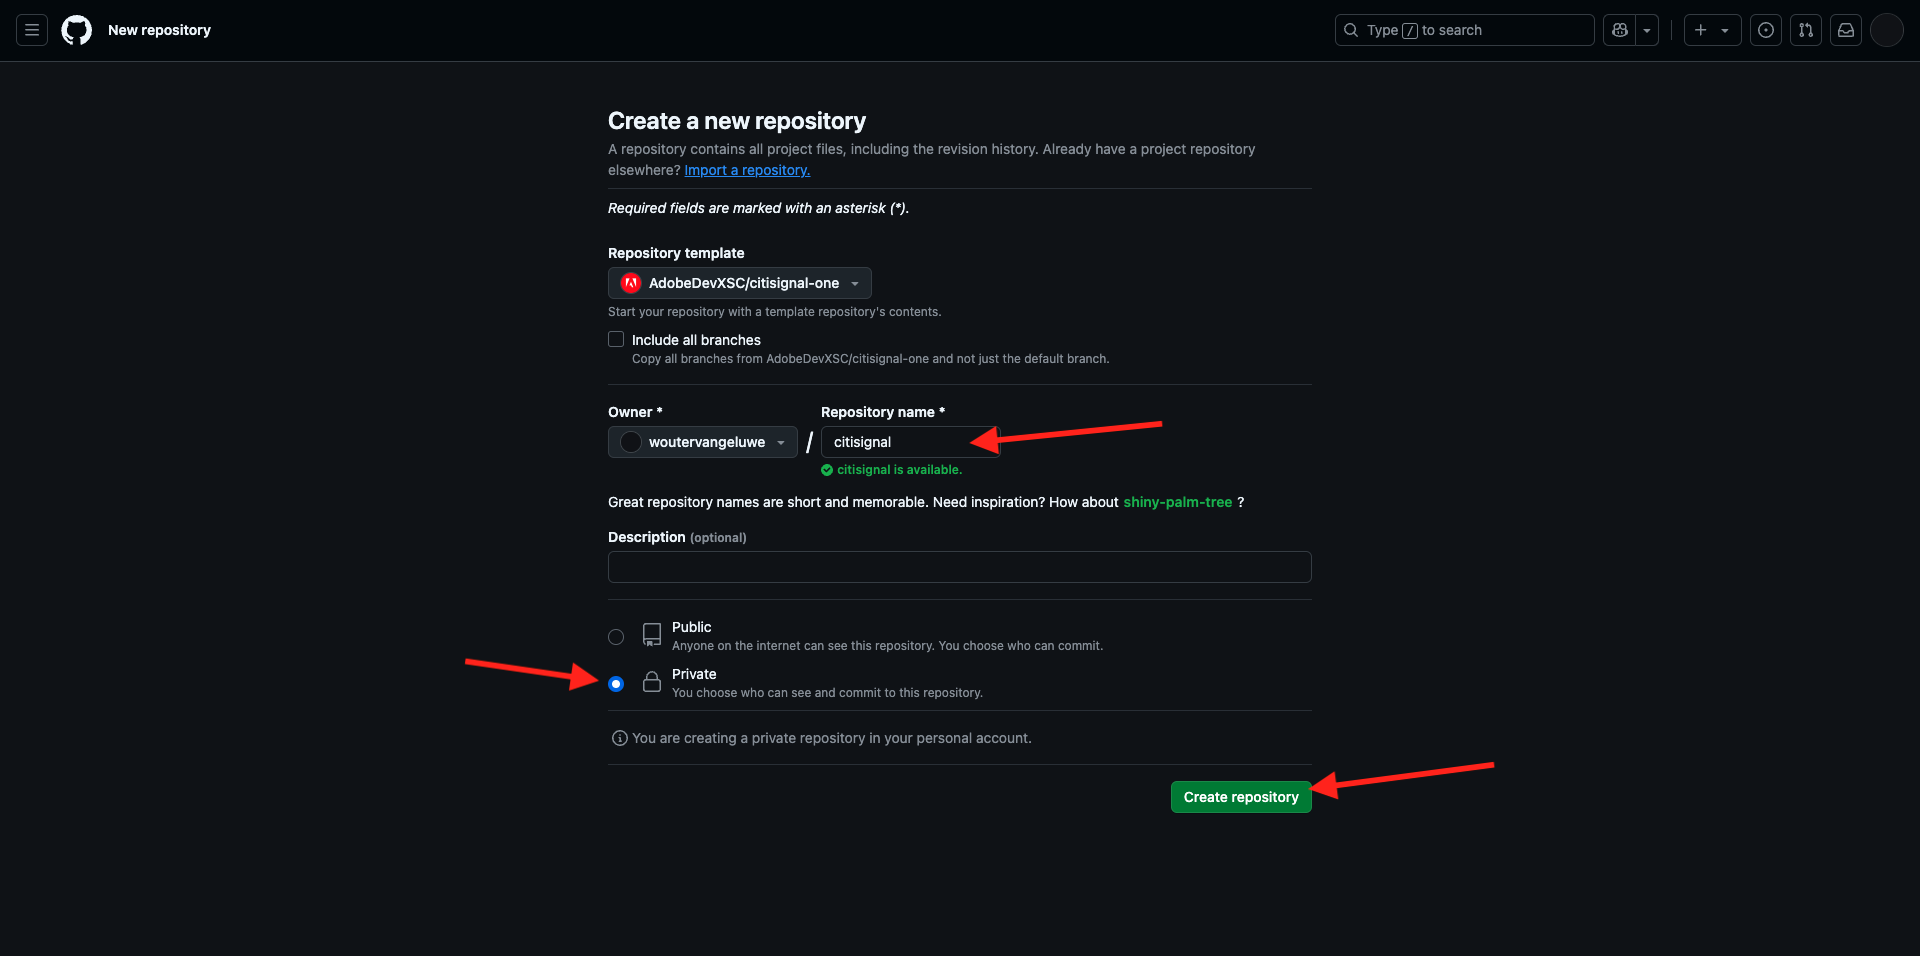 New repository
Type / to search
Create a new repository
A repository contains all project files, including the revision history. Already have a project repository
elsewhere? Import a repository.
Required fields are marked with an asterisk (*).
Repository template
AdobeDevXSC/citisignal-one
Start your repository with a template repository's contents.
Include all branches
Copy all branches from AdobeDevXSC/citisignal-one and not just the default branch.
Owner * Repository name *
woutervangeluwe / citisignal
citisignal is available.
Great repository names are short and memorable. Need inspiration? How about shiny-palm-tree ?
Description (optional)
Public
Anyone on the internet can see this repository. You choose who can commit.
Private
You choose who can see and commit to this repository.
You are creating a private repository in your personal account.
Create repository